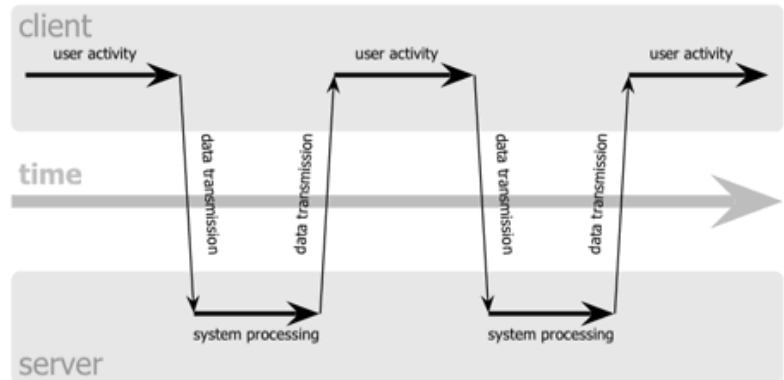 client
user activity
user activity
user activity
data transmission
data transmission
data transmission
data transmission
time
system processing
system processing
server